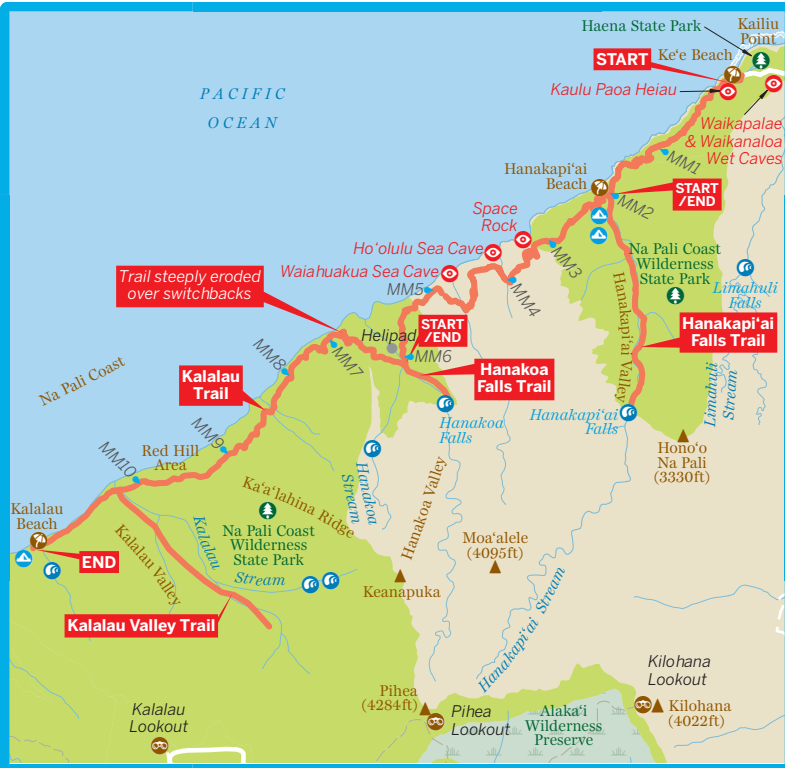 Haena State Park
Kailiu
Point
Ke'e Beach
START
Kaulu Paoa Heiau
Waikapalae
& Waikanaloa
Wet Caves
PACIFIC
OCEAN
MM1
Hanakapi‘ai
Beach
START
/END
MM2
Space
Rock
Ho‘olulu Sea Cave
Waiahuakua Sea Cave
MM3
Na Pali Coast
Wilderness
State Park
Limahuli
Falls
Trail steeply eroded
over switchbacks
MM5
MM4
Hanakapi‘ai Valley
Hanakapi‘ai
Falls Trail
Helipad
START
/END
MM6
MM7
MM8
Hanakoa
Falls Trail
Limahuli
Stream
Na Pali Coast
Kalalau
Trail
Hanakoa
Falls
Hanakapi‘ai
Falls
Hono‘o
Na Pali
(3330ft)
MM9
Red Hill
Area
MM10
Hanakoa
Stream
Hanakoa Valley
Ka‘a‘lahina Ridge
Kalalau
Beach
Na Pali Coast
Wilderness
State Park
Kalalau
Stream
Kalalau Valley
Moa‘alele
(4095ft)
END
Keanapuka
Hanakapi‘ai Stream
Kalalau Valley Trail
Kilohana
Lookout
Kalalau
Lookout
Pihea
(4284ft)
Pihea
Lookout
Alaka‘i
Wilderness
Preserve
Kilohana
(4022ft)